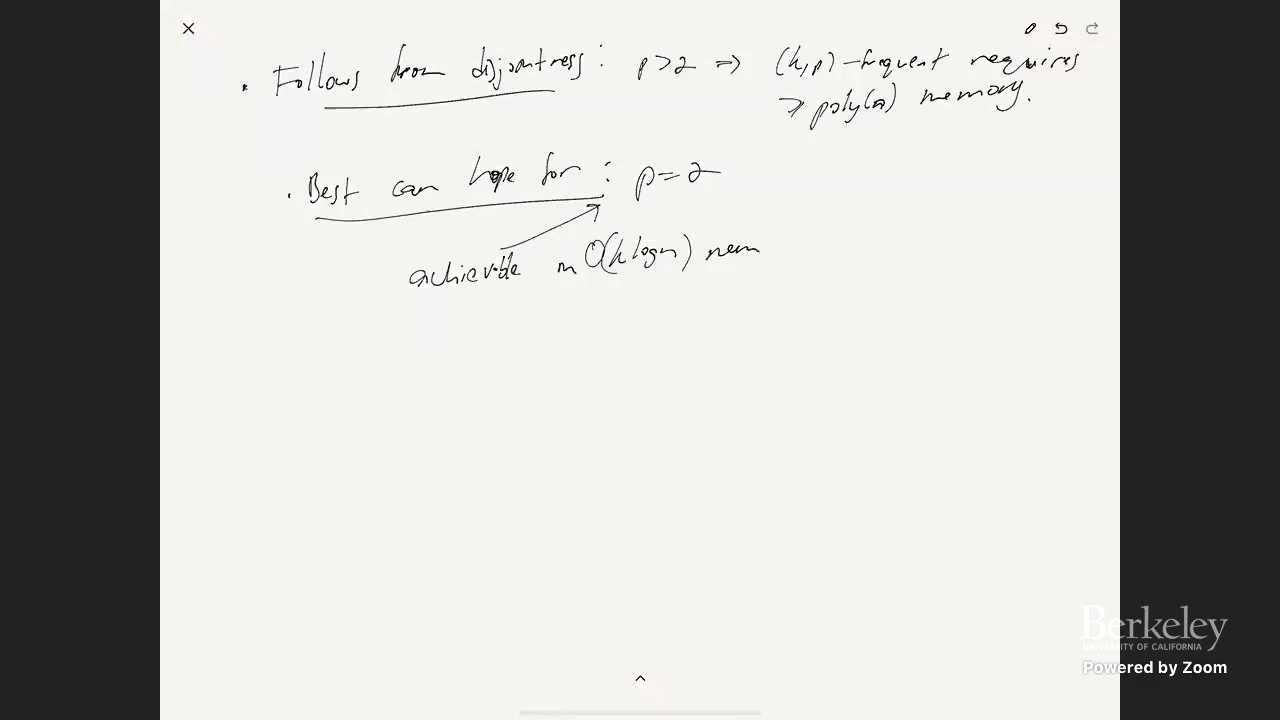 . Follows from disjointness : p>2 ⇒ (k,p)-frequent requires
≥ poly(n) memory.
. Best can hope for : p=2
achievable in O(k log n) mem
Berkeley
UNIVERSITY OF CALIFORNIA
Powered by Zoom